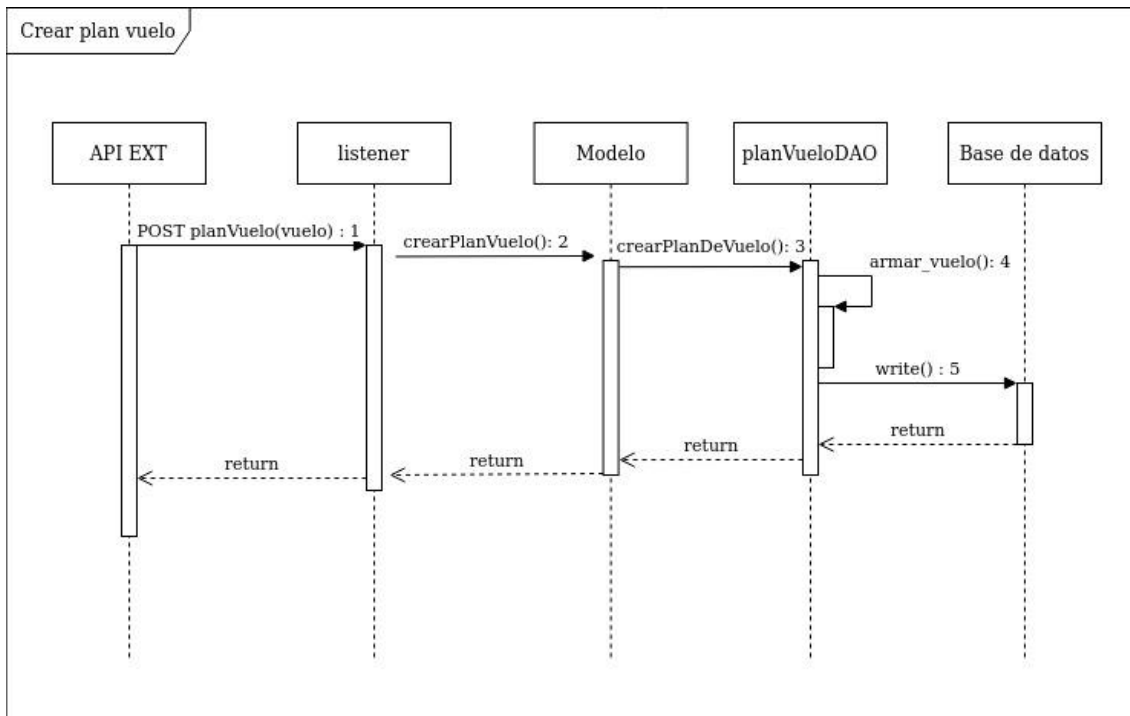 Crear plan vuelo
API EXT
listener
Modelo
planVueloDAO
Base de datos
POST planVuelo(vuelo) : 1
crearPlanVuelo(): 2
crearPlanDeVuelo(): 3
armar_vuelo(): 4
write() : 5
return
return
return
return